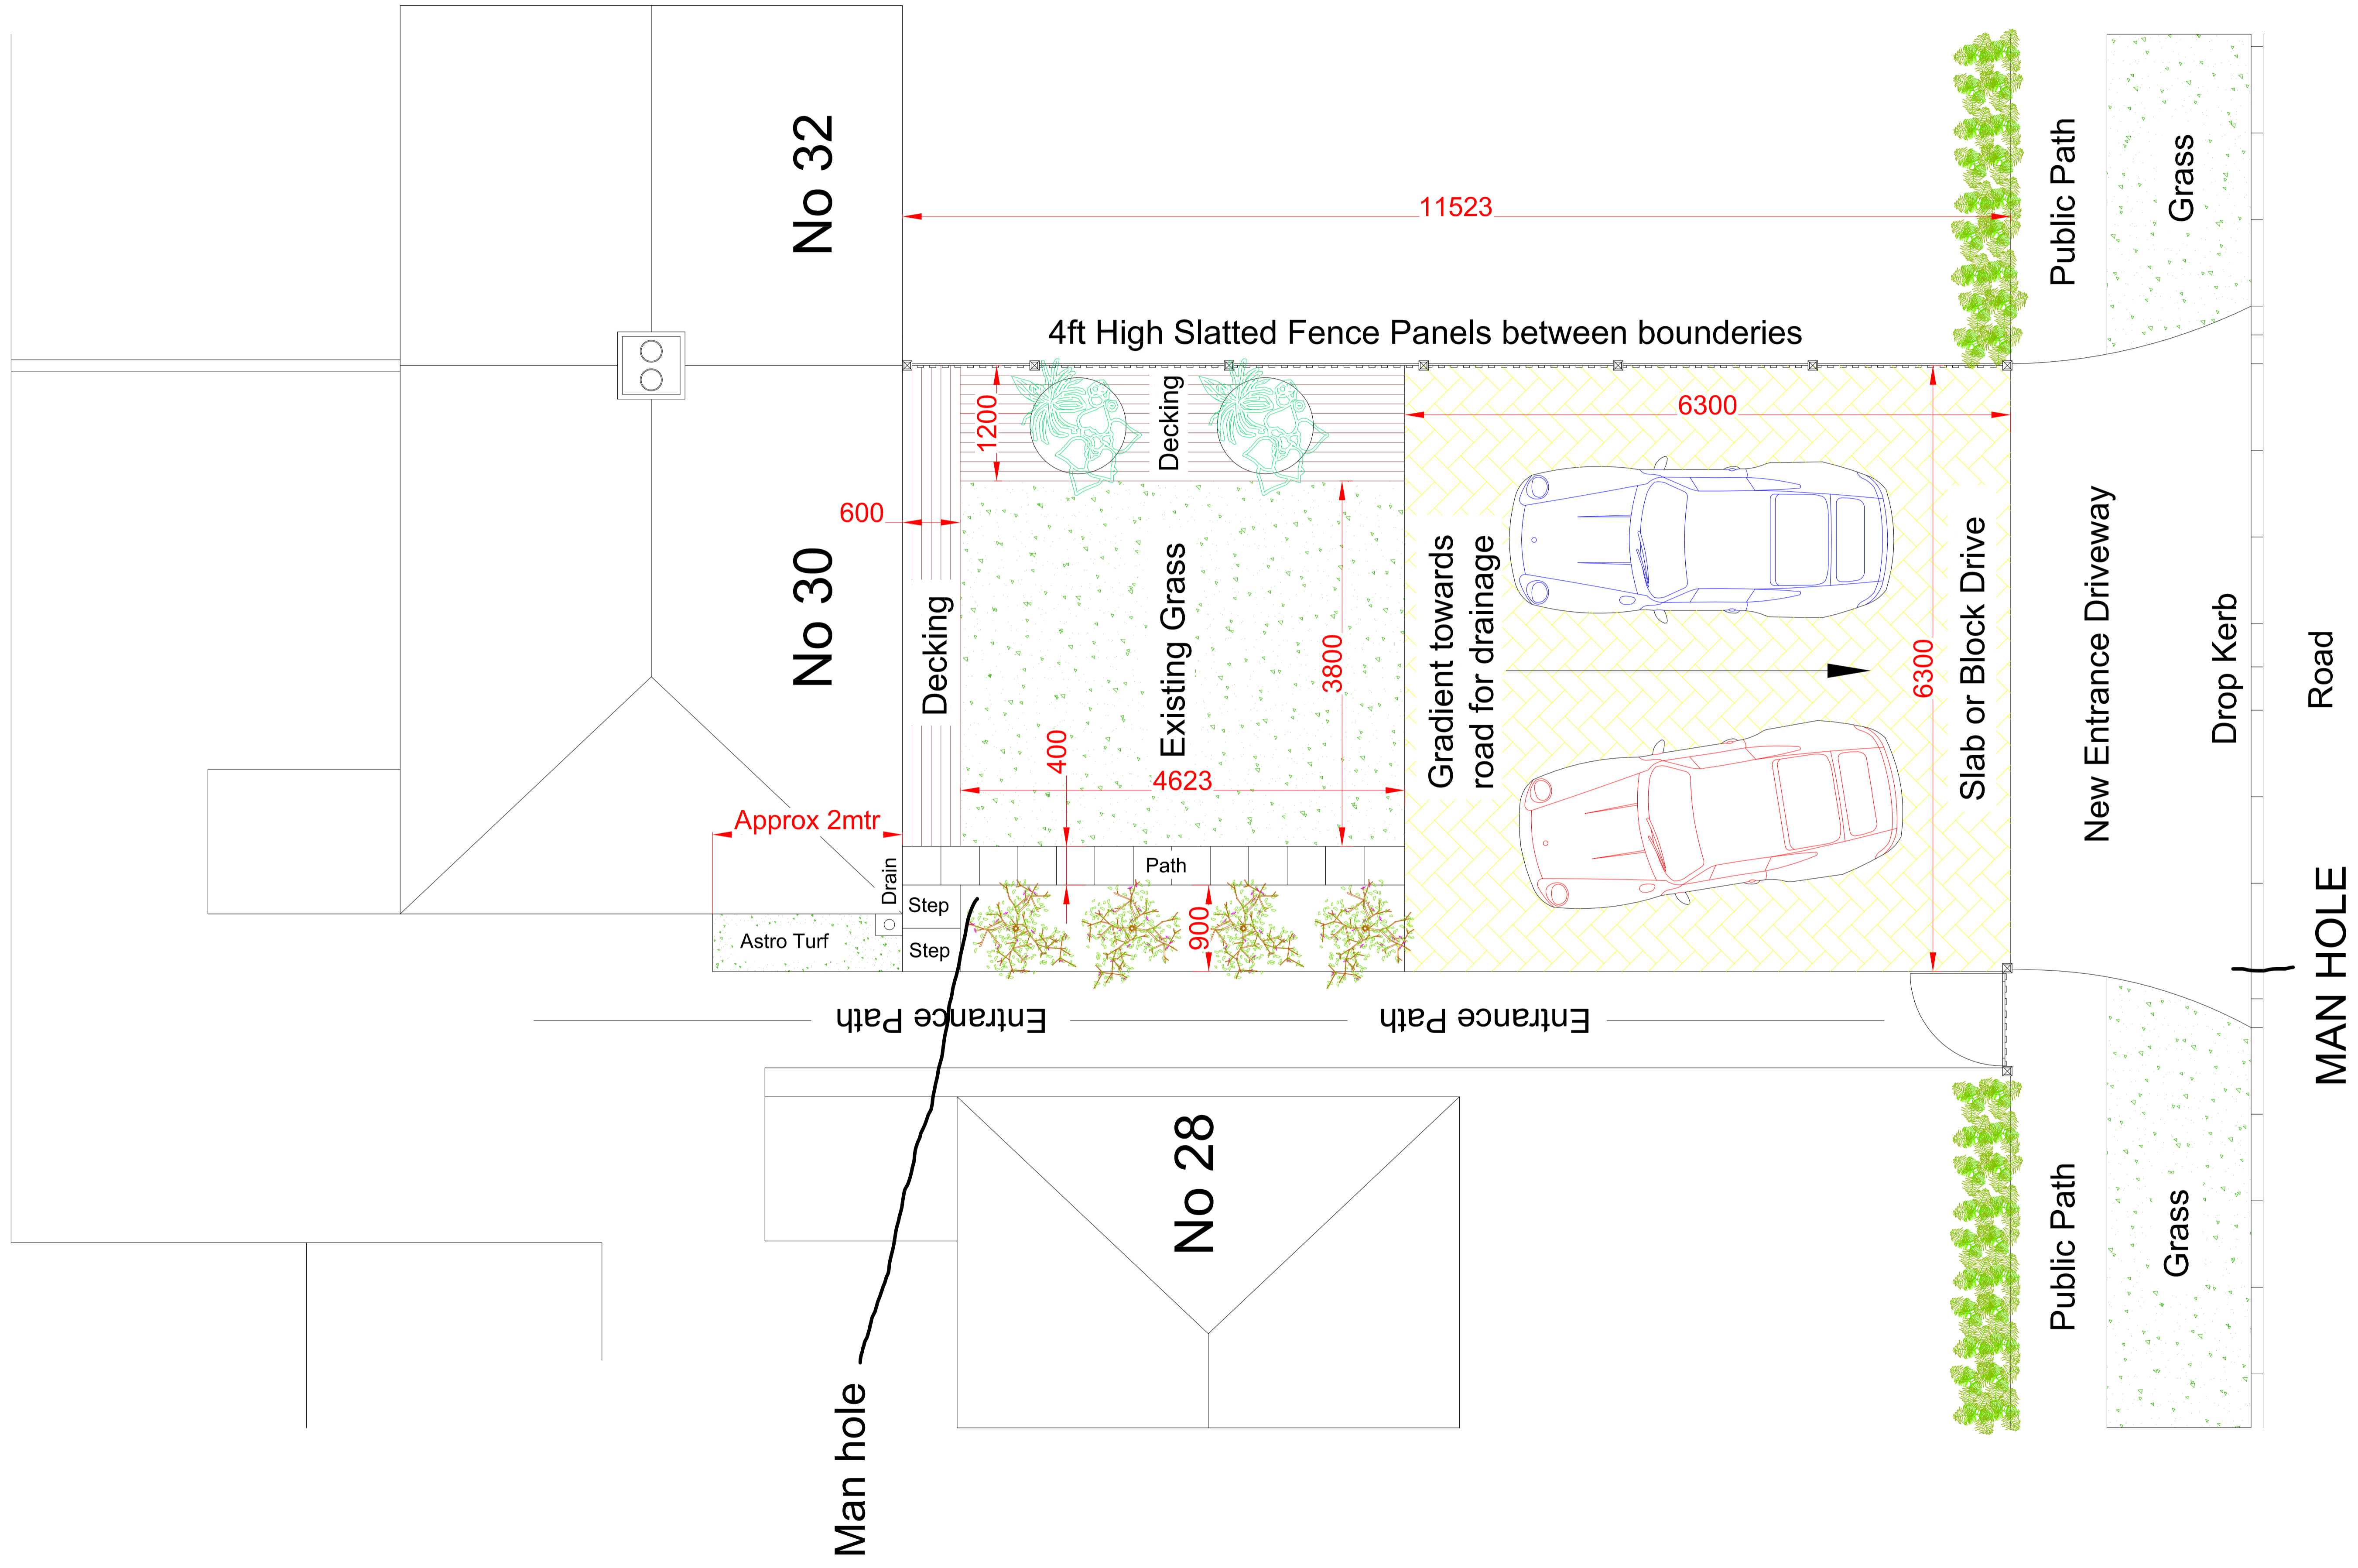 No 32
11523
Public Path
Grass
4ft High Slatted Fence Panels between bounderies
1200
Decking
6300
600
No 30
Decking
Existing Grass
3800
400
4623
Gradient towards
road for drainage
6300
Slab or Block Drive
New Entrance Driveway
Drop Kerb
Road
Approx 2mtr
Drain
Path
Step
Step
900
Astro Turf
Entrance Path
Entrance Path
MAN HOLE
No 28
Public Path
Grass
Man hole